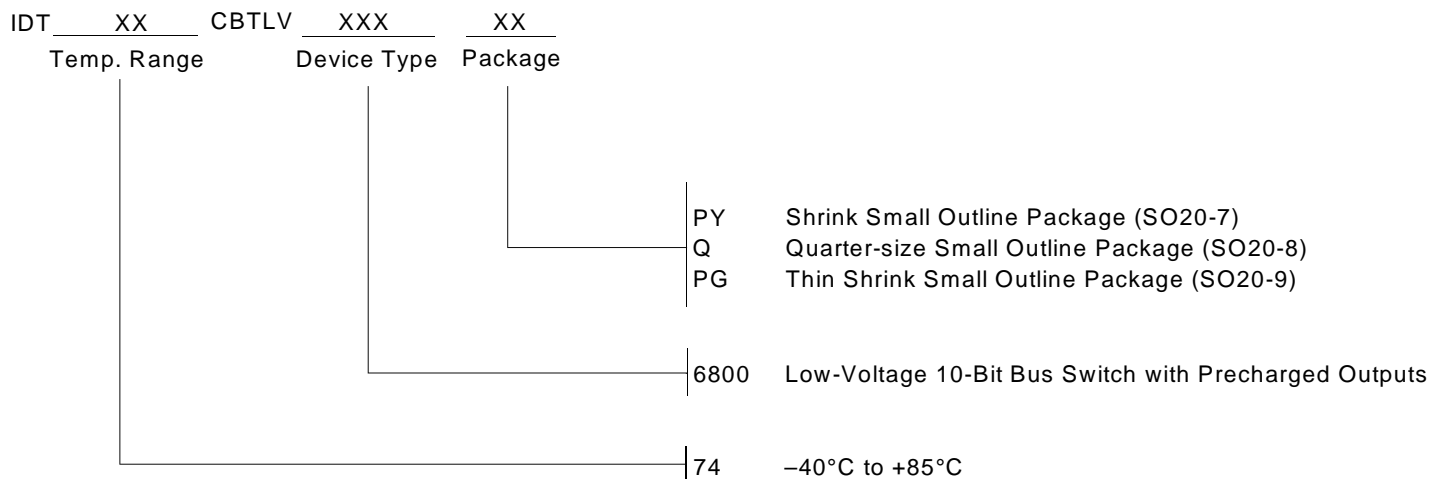 IDT XX CBTLV XXX XX
Temp. Range Device Type Package
PY Shrink Small Outline Package (SO20-7)
Q Quarter-size Small Outline Package (SO20-8)
PG Thin Shrink Small Outline Package (SO20-9)
6800 Low-Voltage 10-Bit Bus Switch with Precharged Outputs
74 –40°C to +85°C